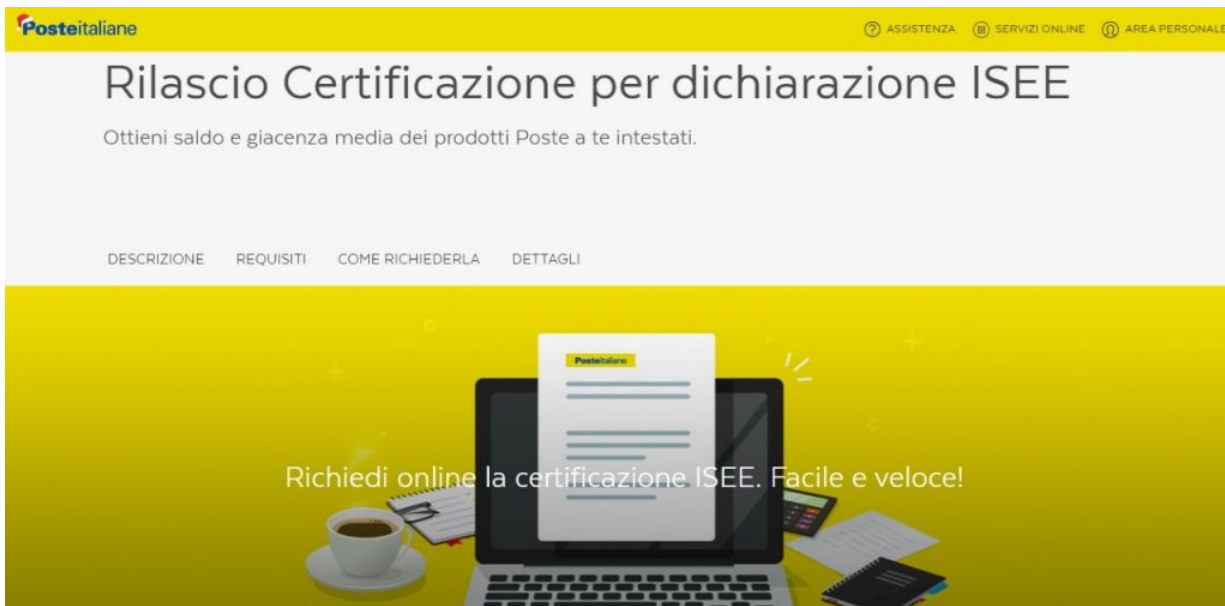 Posteitaliane
ASSISTENZA
SERVIZI ONLINE
AREA PERSONALE
Rilascio Certificazione per dichiarazione ISEE
Ottieni saldo e giacenza media dei prodotti Poste a te intestati.
DESCRIZIONE
REQUISITI
COME RICHIEDERLA
DETTAGLI
Posteitaliane
Richiedi online la certificazione ISEE. Facile e veloce!